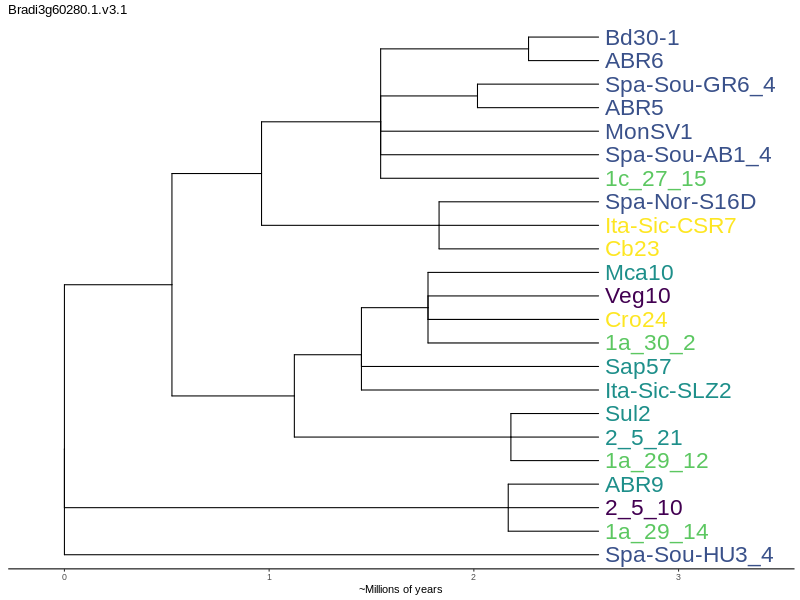 Bradi3g60280.1.v3.1
Bd30-1
ABR6
Spa-Sou-GR6_4
ABR5
MonSV1
Spa-Sou-AB1_4
1c_27_15
Spa-Nor-S16D
Ita-Sic-CSR7
Cb23
Mca10
Veg10
Cro24
1a_30_2
Sap57
Ita-Sic-SLZ2
Sul2
2_5_21
1a_29_12
ABR9
2_5_10
1a_29_14
Spa-Sou-HU3_4
0 1 2 3
~Millions of years